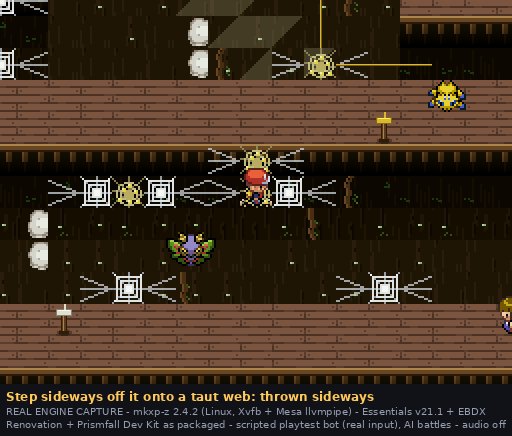 Step sideways off it onto a taut web: thrown sideways
REAL ENGINE CAPTURE - mkxp-z 2.4.2 (Linux, Xvfb + Mesa llvmpipe) - Essentials v21.1 + EBDX
Renovation + Prismfall Dev Kit as packaged - scripted playtest bot (real input), AI battles - audio off